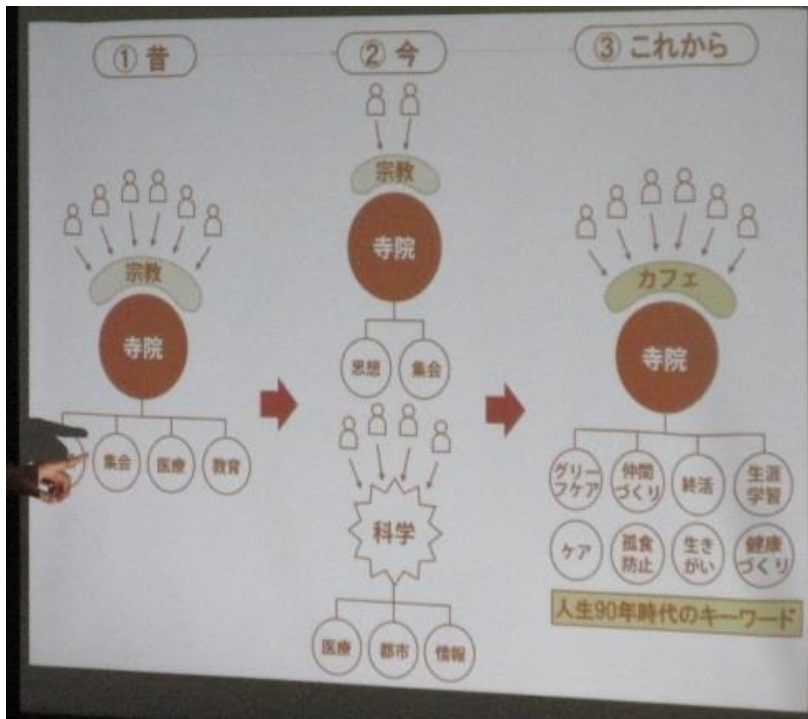 ① 昔
宗教
寺院
集会
医療
教育
② 今
宗教
寺院
思想
集会
科学
医療
都市
情報
③ これから
カフェ
寺院
グリー
フケア
仲間
づくり
終活
生涯
学習
ケア
孤食
防止
生き
がい
健康
づくり
人生90年時代のキーワード